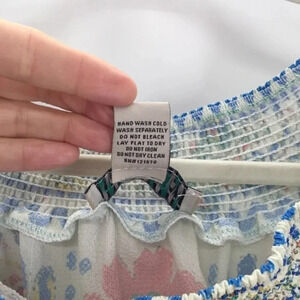 HAND WASH COLD
WASH SEPARATELY
DO NOT BLEACH
LAY FLAT TO DRY
DO NOT IRON
DO NOT DRY CLEAN